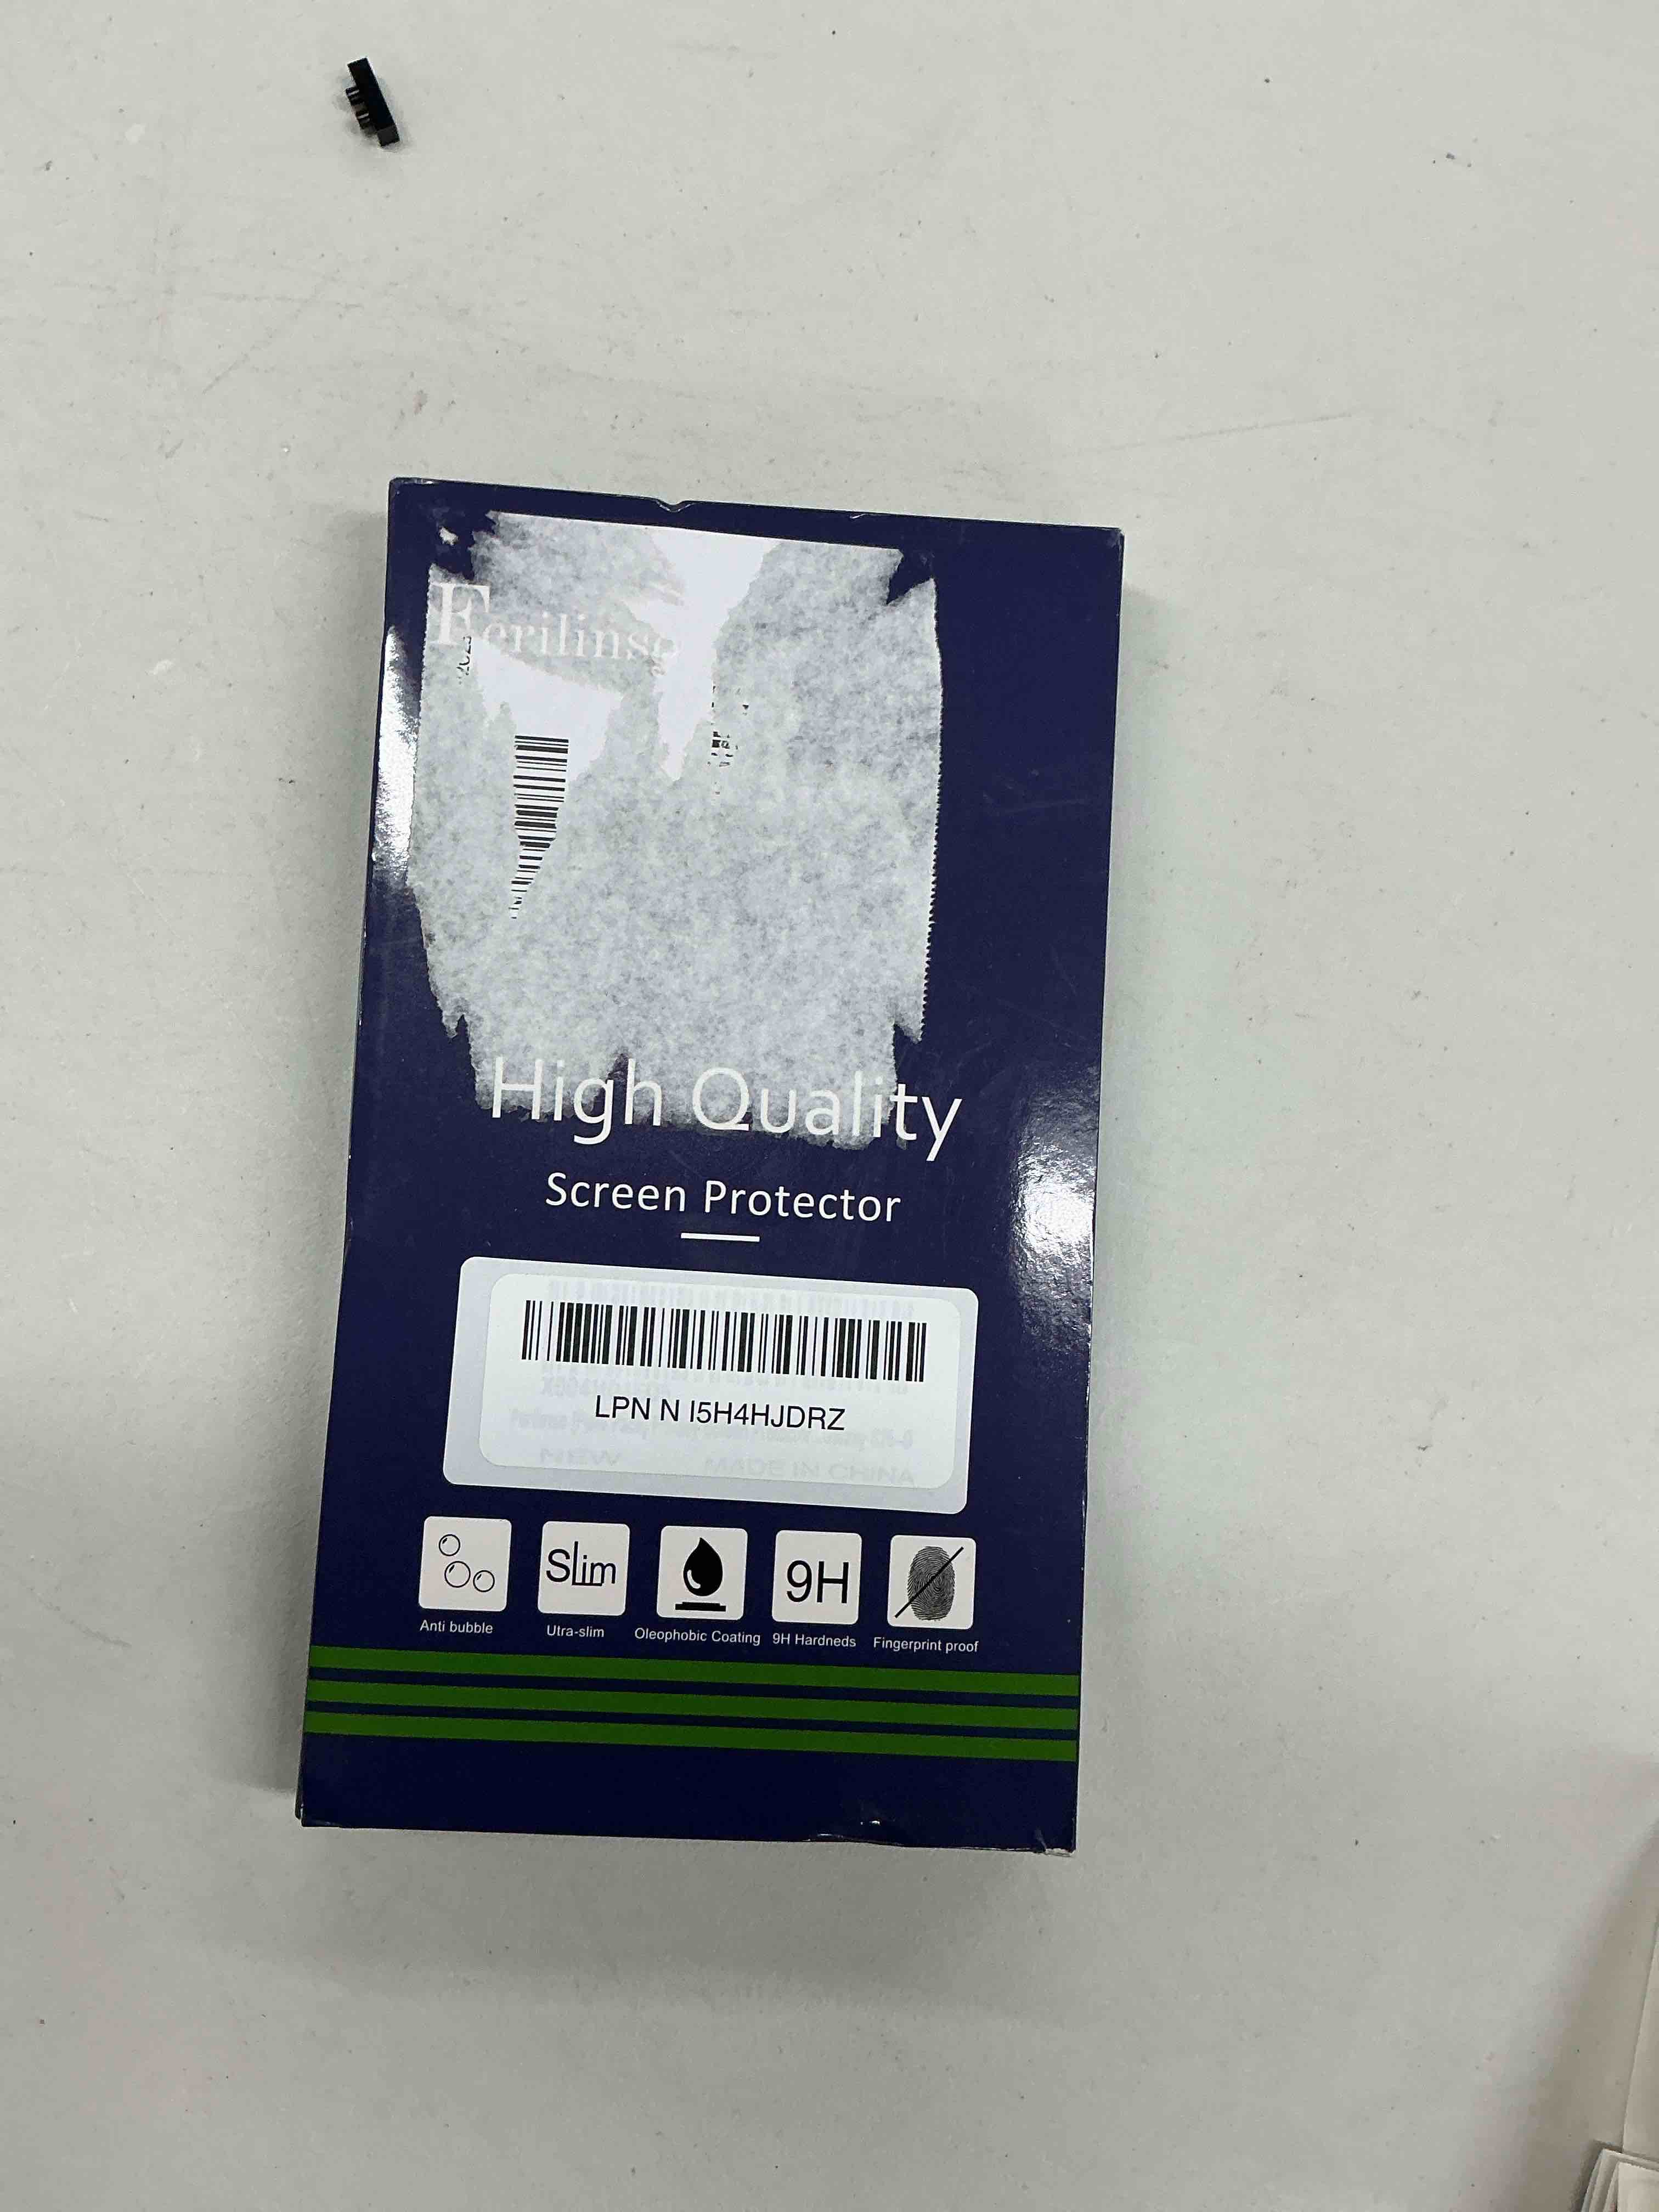 Ferilinso
High Quality
Screen Protector
LPN N I5H4HJDRZ
NEW MADE IN CHINA
Slim
9H
Anti bubble
Utra-slim
Oleophobic Coating
9H Hardneds
Fingerprint proof